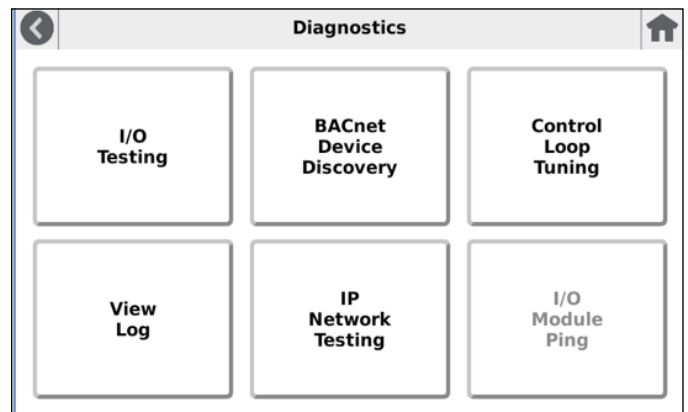 Diagnostics
I/O
Testing
BACnet
Device
Discovery
Control
Loop
Tuning
View
Log
IP
Network
Testing
I/O
Module
Ping